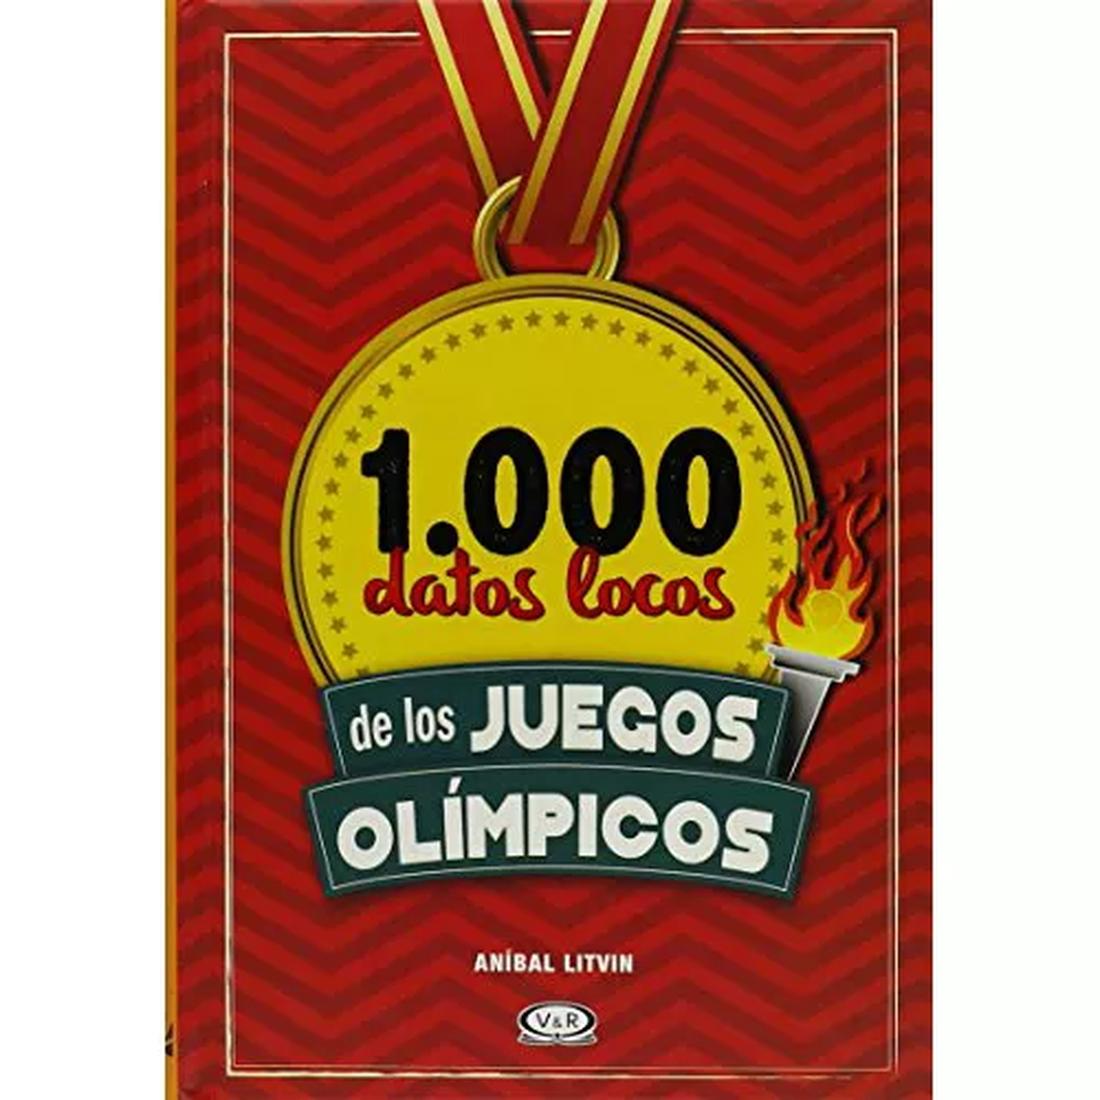 1.000
datos locos
de los JUEGOS
OLÍMPICOS
ANÍBAL LITVIN
V&R